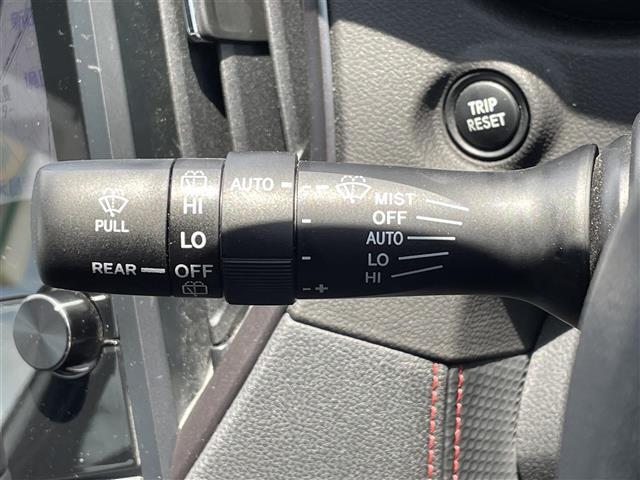 TRIP
RESET
PULL
REAR
HI
LO
OFF
AUTO
- +
MIST
OFF
AUTO
LO
HI